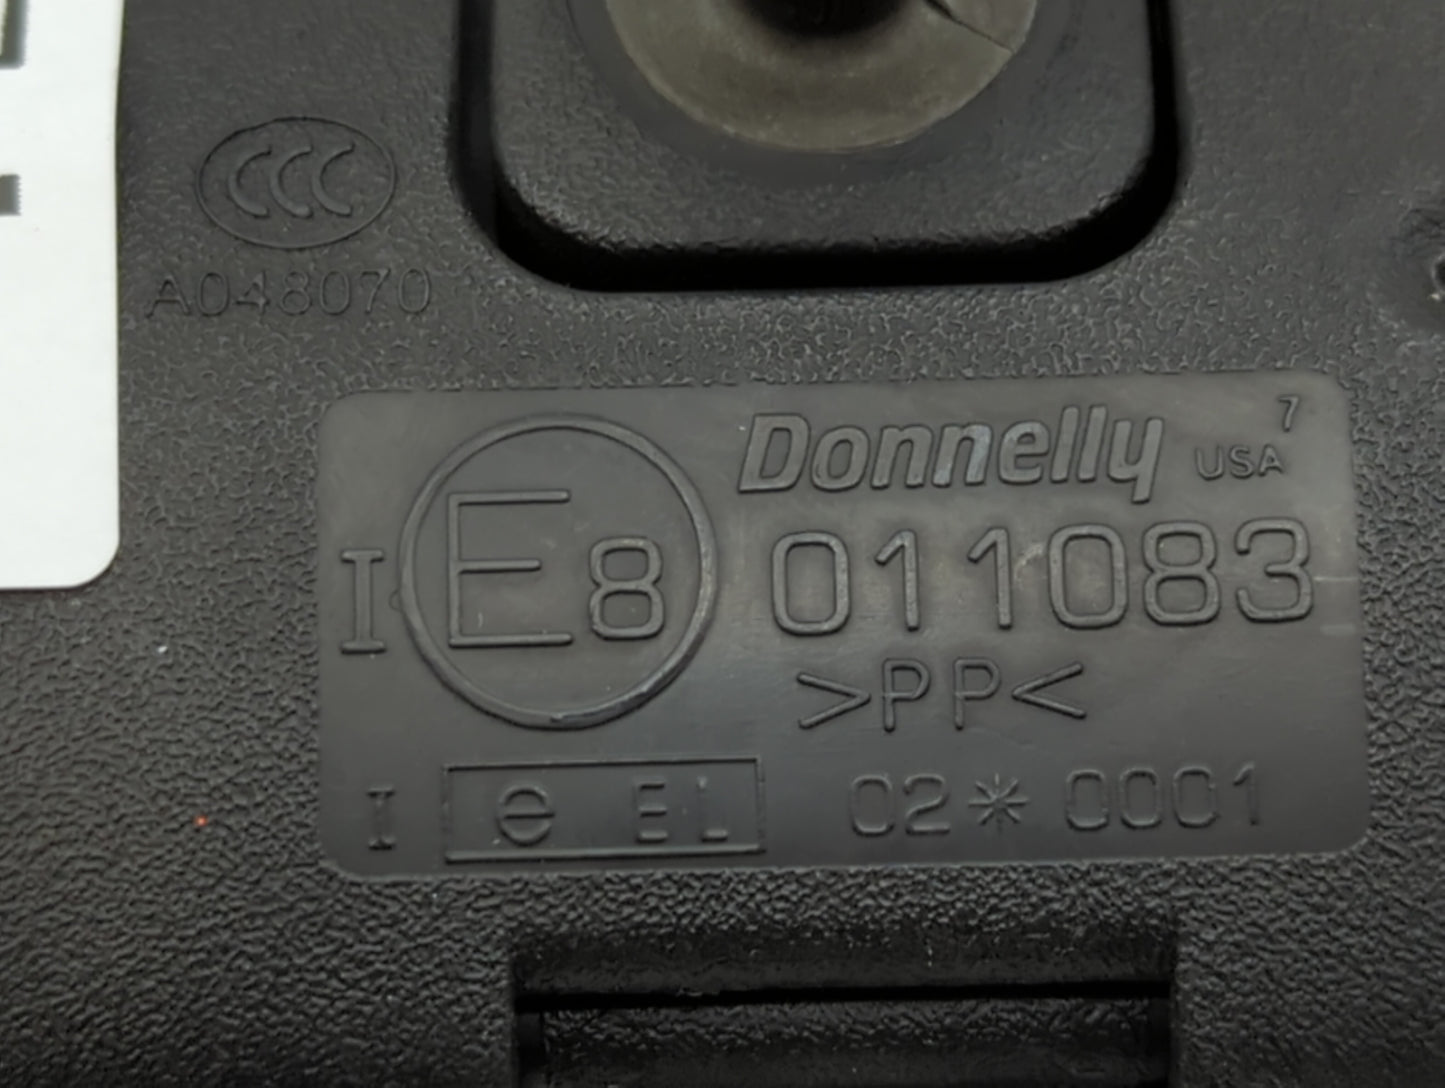 CCC
A048070
Donnelly USA 7
I E8 011083
>PP<
I e EL 02*0001